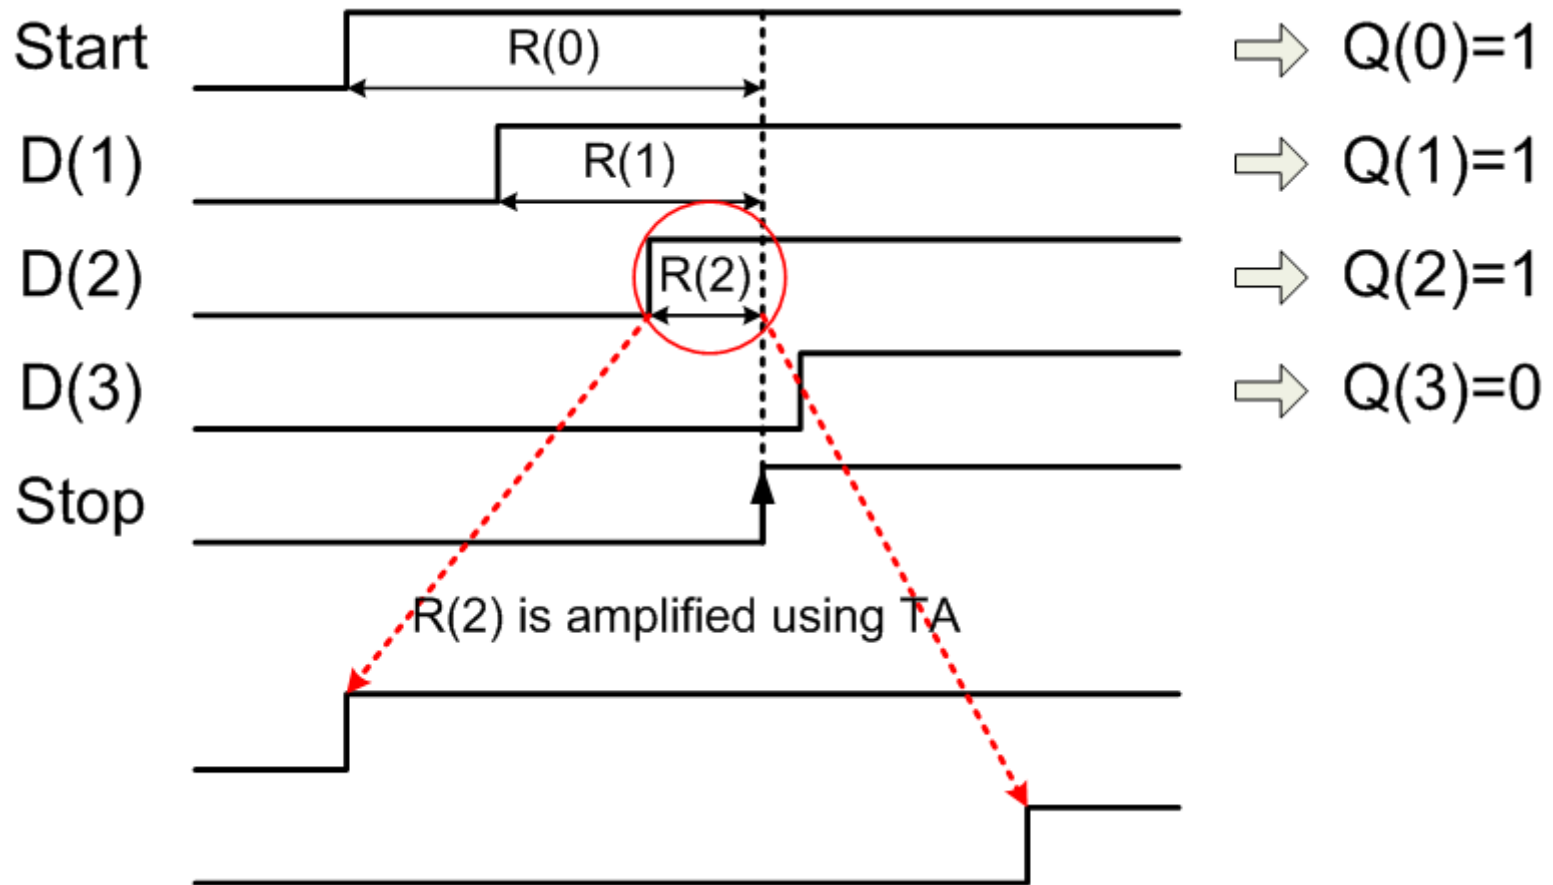 Start R(0) Q(0)=1
D(1) R(1) Q(1)=1
D(2) R(2) Q(2)=1
D(3) Q(3)=0
Stop
R(2) is amplified using TA